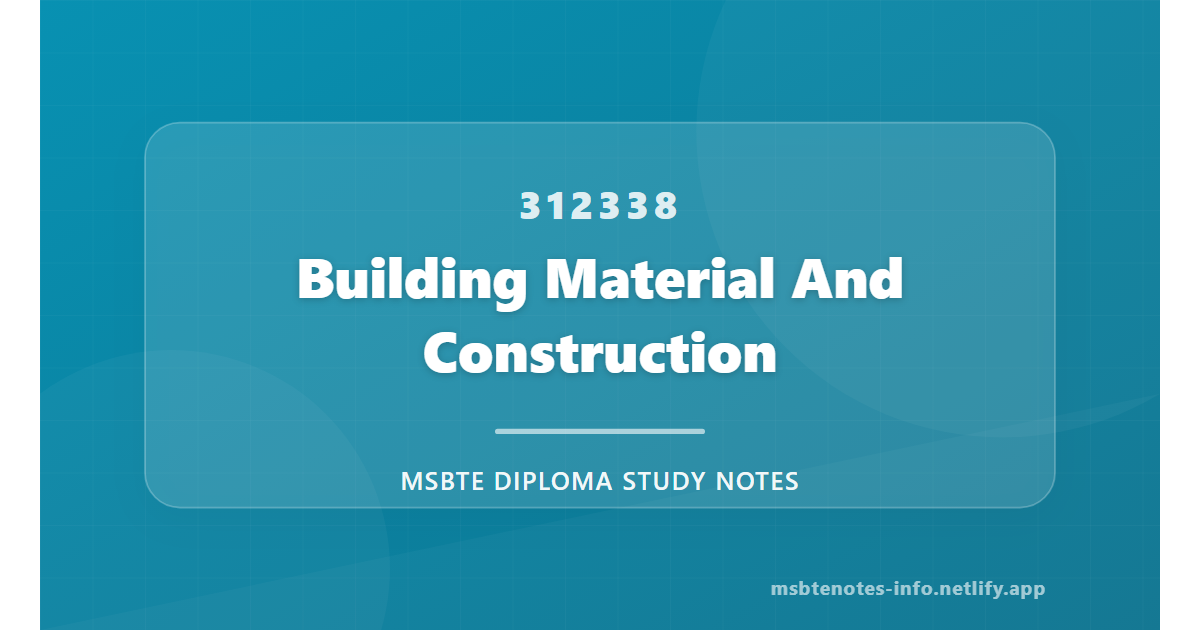 312338
Building Material And
Construction
MSBTE DIPLOMA STUDY NOTES
msbtenotes-info.netlify.app